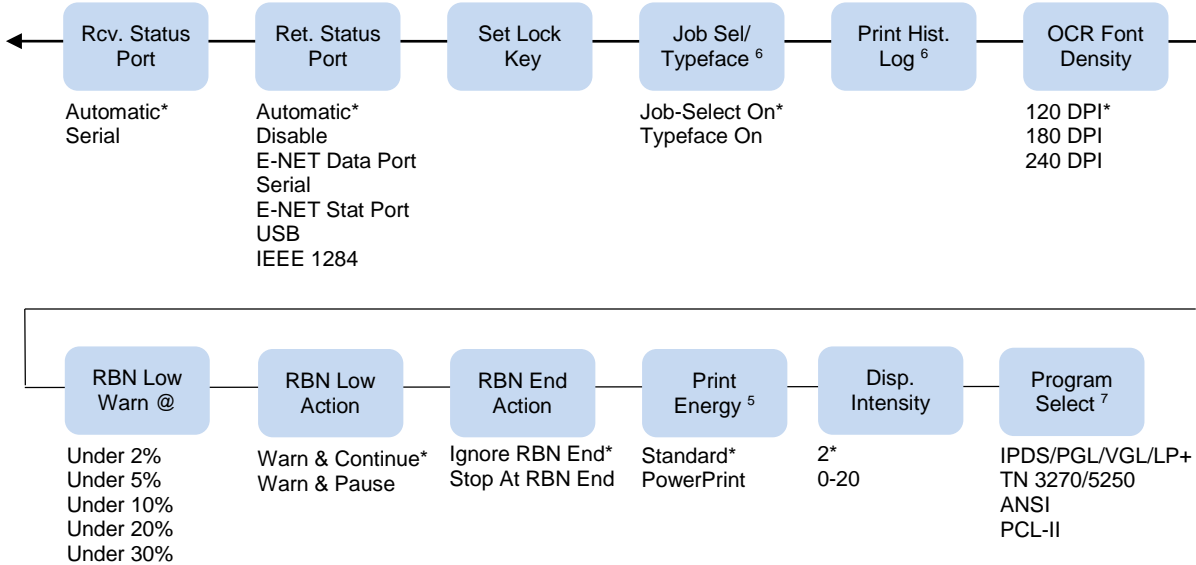 Rcv. Status
Port
Ret. Status
Port
Set Lock
Key
Job Sel/
Typeface 6
Print Hist.
Log 6
OCR Font
Density
Automatic*
Serial
Automatic*
Disable
E-NET Data Port
Serial
E-NET Stat Port
USB
IEEE 1284
Job-Select On*
Typeface On
120 DPI*
180 DPI
240 DPI
RBN Low
Warn @
RBN Low
Action
RBN End
Action
Print
Energy 5
Disp.
Intensity
Program
Select 7
Under 2%
Under 5%
Under 10%
Under 20%
Under 30%
Warn & Continue*
Warn & Pause
Ignore RBN End*
Stop At RBN End
Standard*
PowerPrint
2*
0-20
IPDS/PGL/VGL/LP+
TN 3270/5250
ANSI
PCL-II